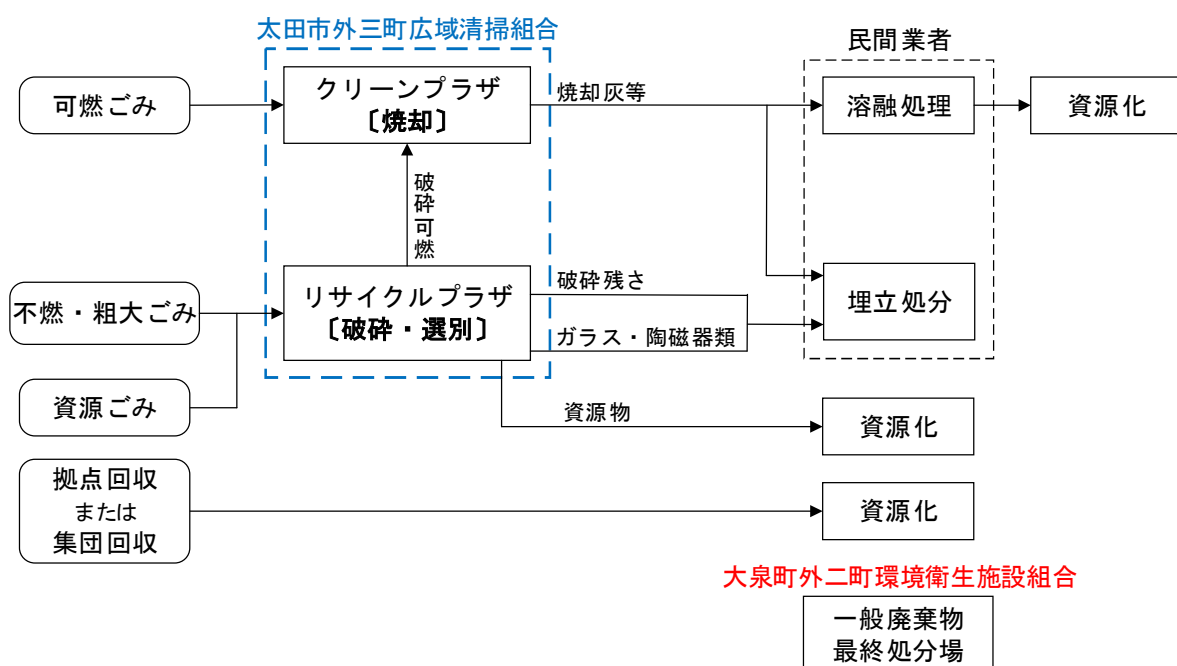 太田市外三町広域清掃組合
民間業者
可燃ごみ
クリーンプラザ
〔焼却〕
焼却灰等
溶融処理
資源化
破砕可燃
不燃・粗大ごみ
リサイクルプラザ
〔破砕・選別〕
破砕残さ
ガラス・陶磁器類
埋立処分
資源ごみ
資源物
資源化
拠点回収
または
集団回収
資源化
大泉町外二町環境衛生施設組合
一般廃棄物
最終処分場